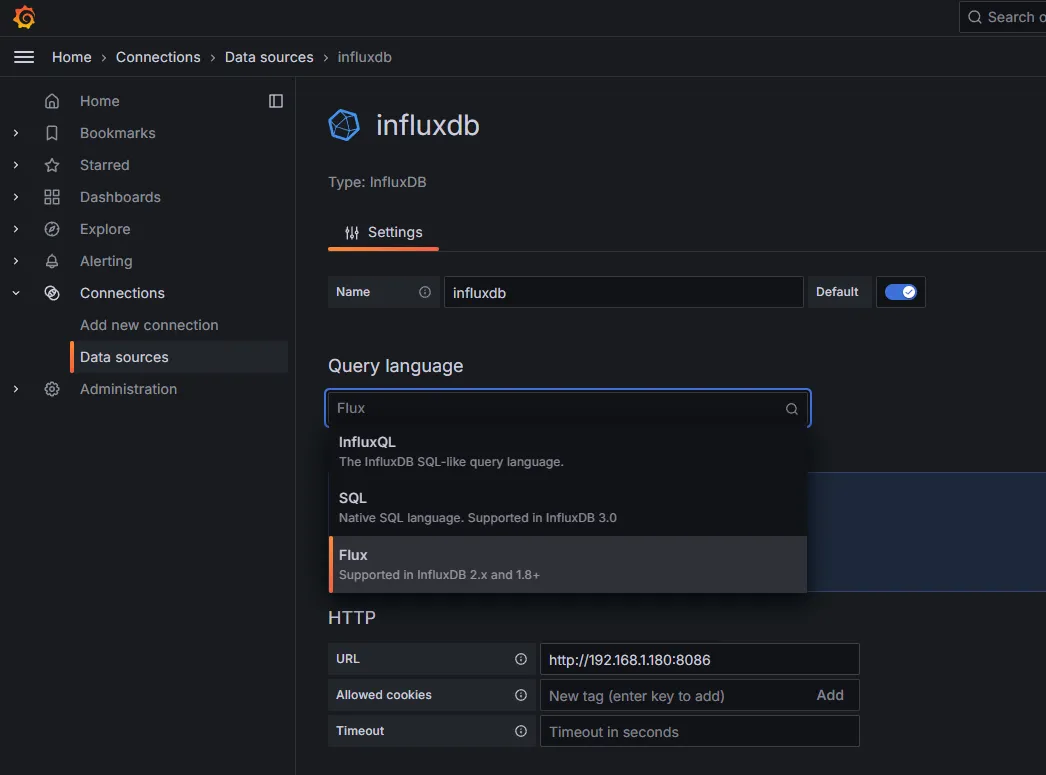 Search o
Home › Connections › Data sources › influxdb
Home
Bookmarks
Starred
Dashboards
Explore
Alerting
Connections
Add new connection
Data sources
Administration
influxdb
Type: InfluxDB
Settings
Name influxdb Default
Query language
Flux
InfluxQL
The InfluxDB SQL-like query language.
SQL
Native SQL language. Supported in InfluxDB 3.0
Flux
Supported in InfluxDB 2.x and 1.8+
HTTP
URL http://192.168.1.180:8086
Allowed cookies New tag (enter key to add) Add
Timeout Timeout in seconds